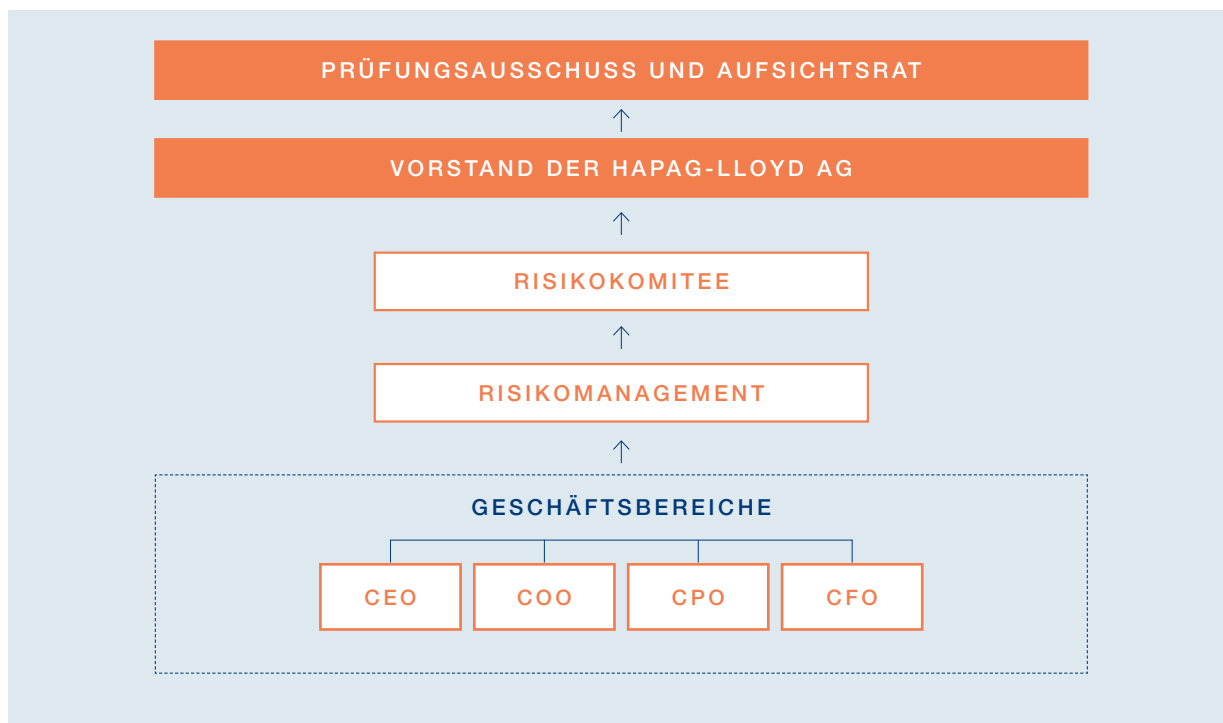 PRÜFUNGSAUSSCHUSS UND AUFSICHTSRAT
VORSTAND DER HAPAG-LLOYD AG
RISIKOKOMITEE
RISIKOMANAGEMENT
GESCHÄFTSBEREICHE
CEO COO CPO CFO